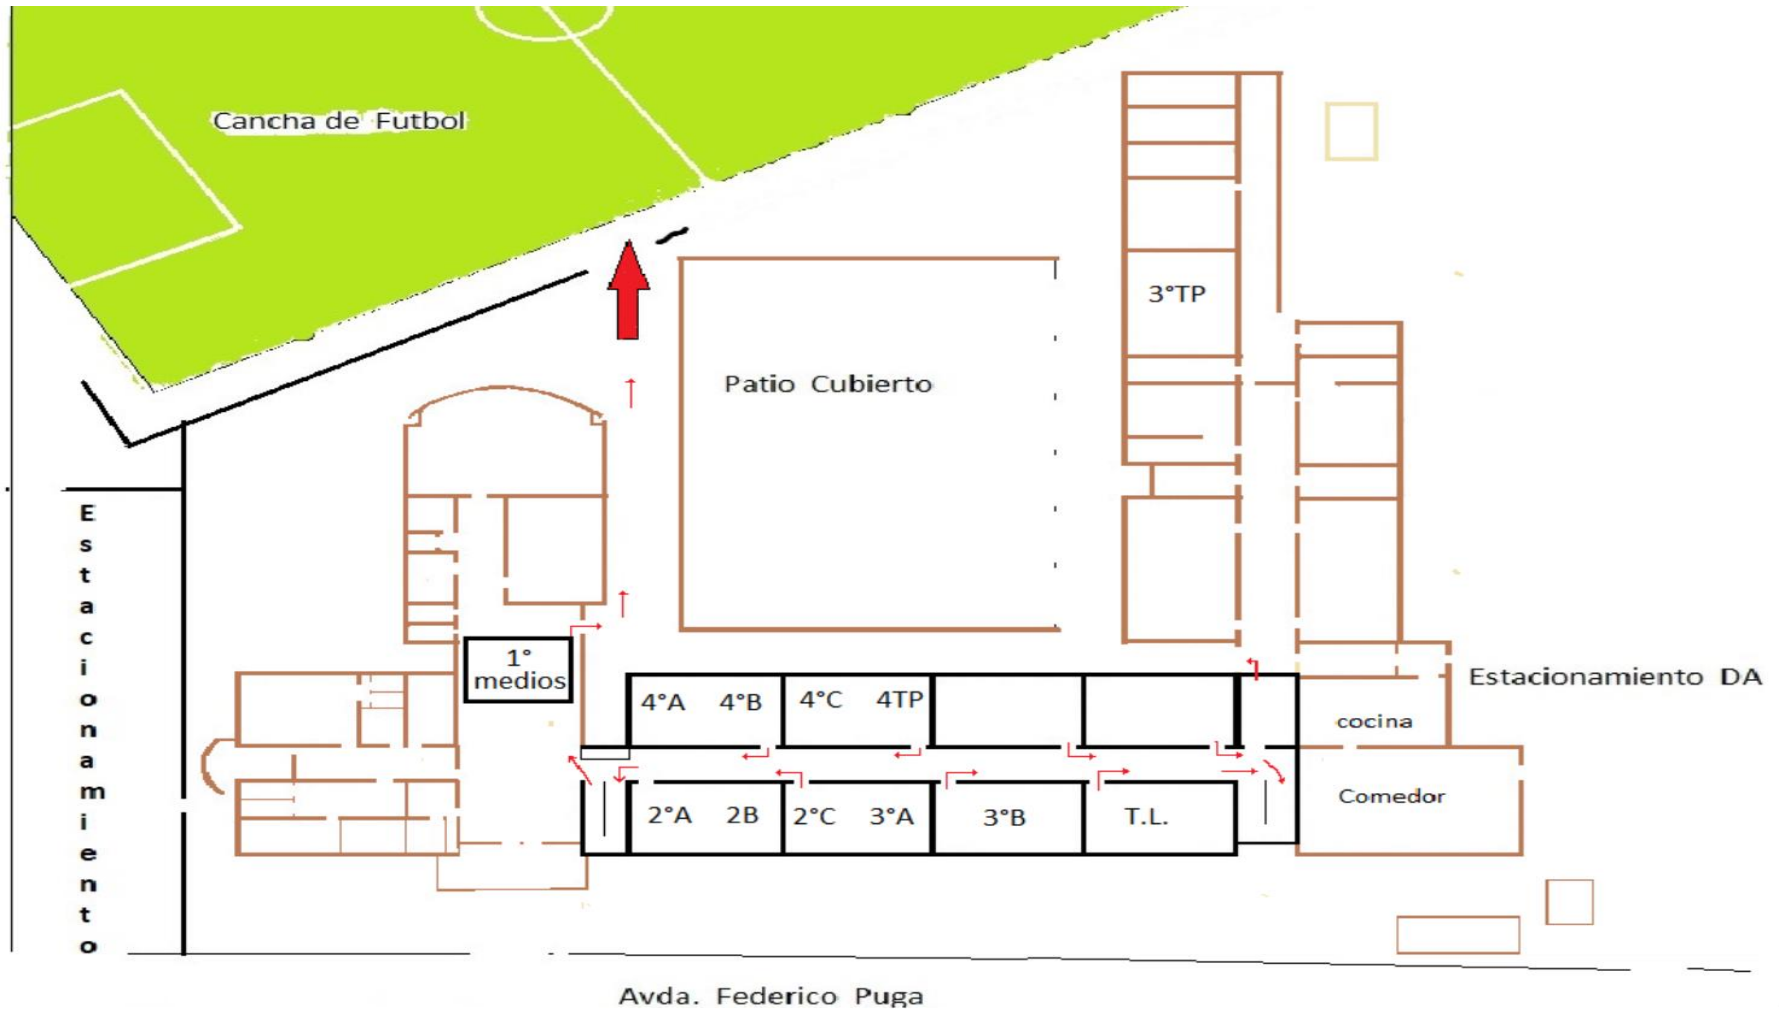 Cancha de Futbol
3°TP
Patio Cubierto
Estacionamiento
1°
medios
4°A 4°B 4°C 4TP
Estacionamiento DA
cocina
2°A 2B 2°C 3°A 3°B T.L.
Comedor
Avda. Federico Puga